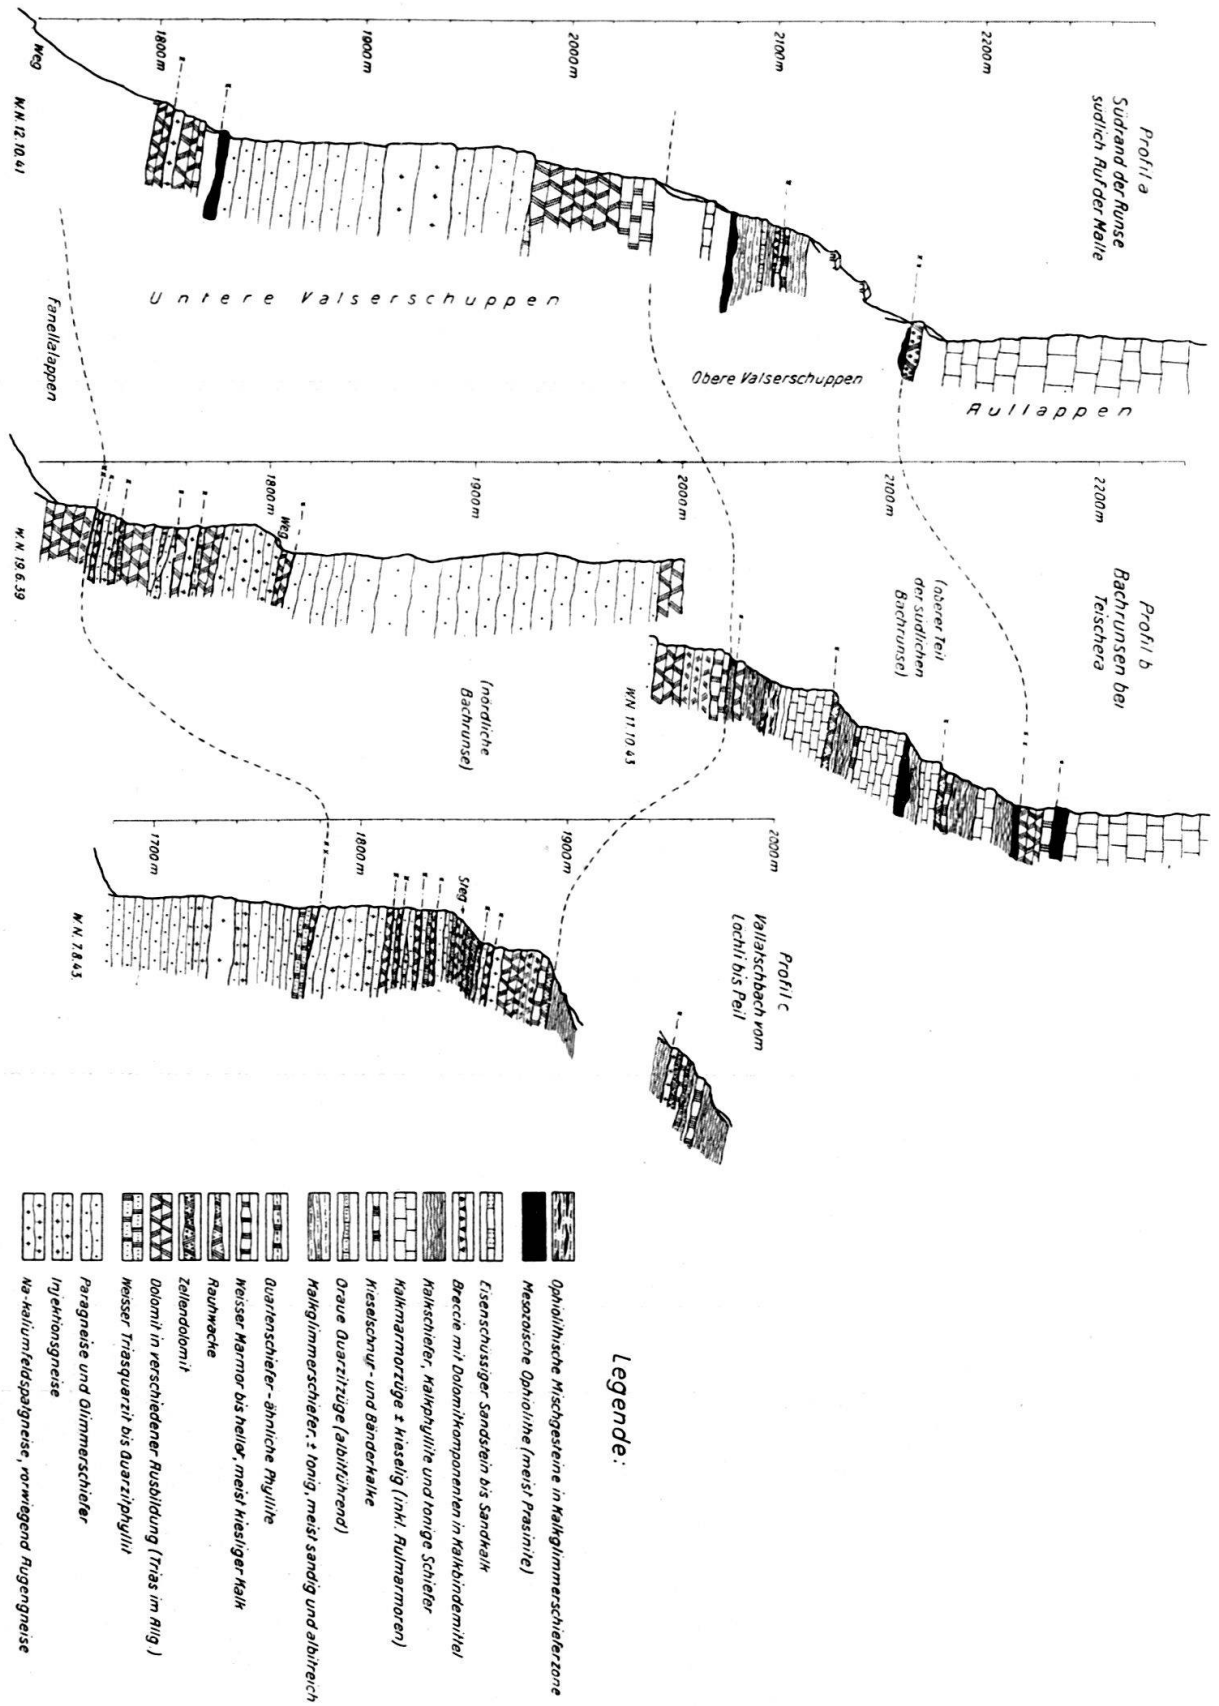 Profil a
Südrand der Runse
südlich Ruf der Matte
2200m
2100m
2000m
1900m
1800m
Weg
W.N. 12.10.41
Untere Valserschuppen
Obere Valserschuppen
Aullappen
Fanellalappen
Profil b
Bachrunsen bei
Teischera
2200m
2100m
2000m
1900m
1800m
Weg
(oberer Teil
der südlichen
Bachrunse)
W.N. 11.10.43
(nördliche
Bachrunse)
W.N. 19.6.39
Profil c
Vallatschbach vom
Löchli bis Peil
2000m
1900m
1800m
1700m
Steg
W.N. 7.8.43.
Legende:
Ophiolithische Mischgesteine in Kalkglimmerschieferzone
Mesozoische Ophiolithe (meist Prasinite)
Eisenschüssiger Sandstein bis Sandkalk
Breccie mit Dolomitkomponenten in Kalkbindemittel
Kalkschiefer, Kalkphyllite und tonige Schiefer
Kalkmarmorzüge ± kieselig (inkl. Aulmarmoren)
Kieselschnur- und Bänderkalke
Graue Quarzitzüge (albitführend)
Kalkglimmerschiefer, ± tonig, meist sandig und albitreich
Quartenschiefer-ähnliche Phyllite
Weisser Marmor bis heller, meist kiesliger Kalk
Rauhwacke
Zellendolomit
Dolomit in verschiedener Ausbildung (Trias im Allg.)
Weisser Triasquarzit bis Quarzitphyllit
Paragneise und Glimmerschiefer
Injektionsgneise
Na-Kaliumfeldspatgneise, vorwiegend Augengneise